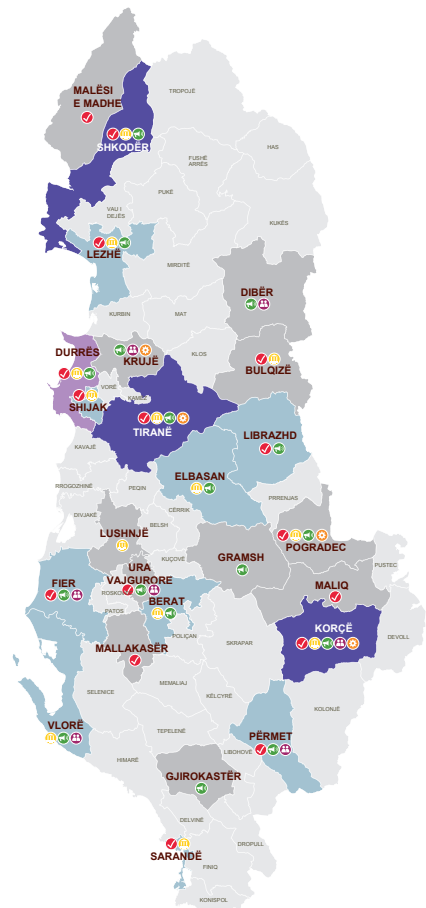 MALËSI
E MADHE
TROPOJË
SHKODËR
HAS
FUSHË
ARRËS
PUKË
VAU I
DEJËS
KUKËS
LEZHË
MIRDITË
DIBËR
KURBIN
MAT
DURRËS
KRUJË
KLOS
BULQIZË
VORË
KAMËZ
SHIJAK
TIRANË
LIBRAZHD
KAVAJË
ELBASAN
RROGOZHINË
PEQIN
PRRENJAS
CËRRIK
DIVJAKË
BELSH
LUSHNJË
POGRADEC
KUÇOVË
GRAMSH
PUSTEC
URA
VAJGURORE
FIER
MALIQ
ROSKOVEC
BERAT
PATOS
KORÇË
POLIÇAN
DEVOLL
MALLAKASËR
SKRAPAR
MEMALIAJ
SELENICE
KËLCYRË
KOLONJË
VLORË
TEPELENË
PËRMET
LIBOHOVË
HIMARË
GJIROKASTËR
DELVINË
SARANDË
DROPULL
FINIQ
KONISPOL